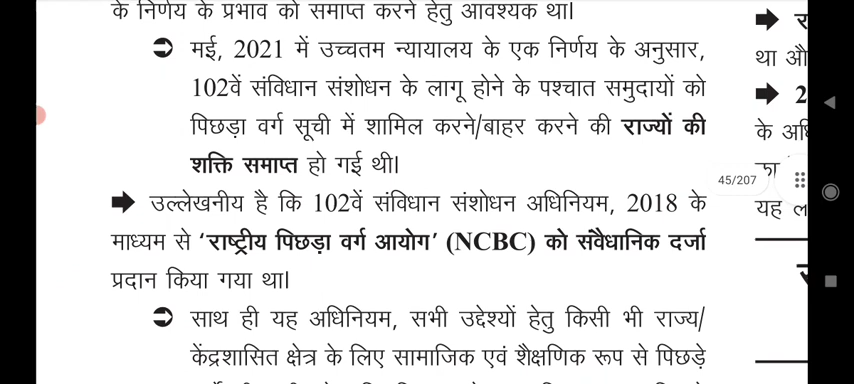 के निर्णय के प्रभाव को समाप्त करने हेतु आवश्यक था।
➲ मई, 2021 में उच्चतम न्यायालय के एक निर्णय के अनुसार,
102वें संविधान संशोधन के लागू होने के पश्चात समुदायों को
पिछड़ा वर्ग सूची में शामिल करने/बाहर करने की राज्यों की
शक्ति समाप्त हो गई थी।
➡ उल्लेखनीय है कि 102वें संविधान संशोधन अधिनियम, 2018 के
माध्यम से ‘राष्ट्रीय पिछड़ा वर्ग आयोग’ (NCBC) को संवैधानिक दर्जा
प्रदान किया गया था।
➲ साथ ही यह अधिनियम, सभी उद्देश्यों हेतु किसी भी राज्य/
केंद्रशासित क्षेत्र के लिए सामाजिक एवं शैक्षणिक रूप से पिछड़े
45/207
➡
था औ
➡ 2
के अि
यह ल